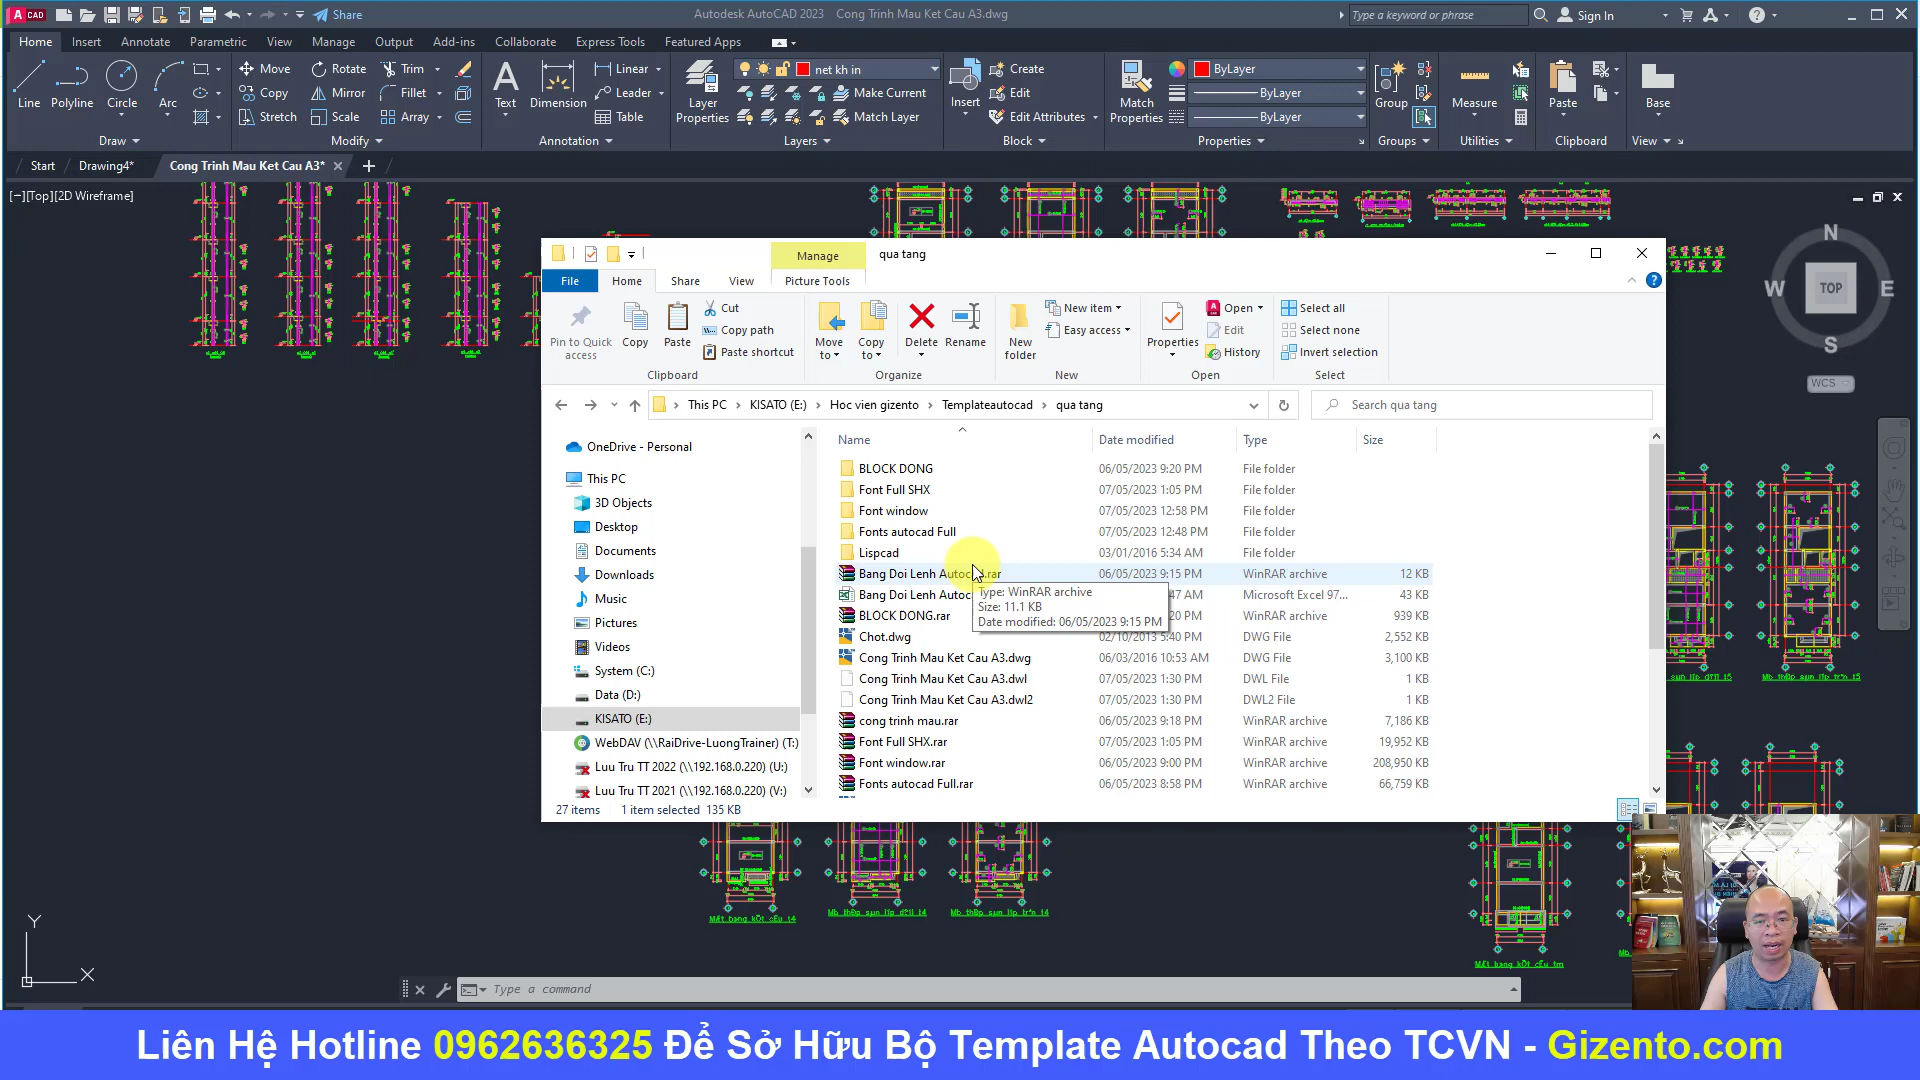 CAD
Share
Autodesk AutoCAD 2023 Cong Trinh Mau Ket Cau A3.dwg
Type a keyword or phrase
Sign In
Home Insert Annotate Parametric View Manage Output Add-ins Collaborate Express Tools Featured Apps
Line Polyline Circle Arc
Move Rotate Trim
Copy Mirror Fillet
Stretch Scale Array
Text Dimension
Linear
Leader
Table
Layer Properties
net kh in
Make Current
Match Layer
Insert
Create
Edit
Edit Attributes
Match Properties
ByLayer
ByLayer
ByLayer
Group
Measure
Paste
Base
Draw Modify Annotation Layers Block Properties Groups Utilities Clipboard View
Start Drawing4* Cong Trinh Mau Ket Cau A3*
[−][Top][2D Wireframe]
N
W TOP E
S
WCS
Manage
qua tang
File Home Share View Picture Tools
Pin to Quick access
Copy
Paste
Cut
Copy path
Paste shortcut
Move to
Copy to
Delete
Rename
New folder
New item
Easy access
Properties
Open
Edit
History
Select all
Select none
Invert selection
Clipboard Organize New Open Select
This PC KISATO (E:) Hoc vien gizento Templateautocad qua tang
Search qua tang
OneDrive - Personal
This PC
3D Objects
Desktop
Documents
Downloads
Music
Pictures
Videos
System (C:)
Data (D:)
KISATO (E:)
WebDAV (\\RaiDrive-LuongTrainer) (T:)
Luu Tru TT 2022 (\\192.168.0.220) (U:)
Luu Tru TT 2021 (\\192.168.0.220) (V:)
Name Date modified Type Size
BLOCK DONG 06/05/2023 9:20 PM File folder
Font Full SHX 07/05/2023 1:05 PM File folder
Font window 07/05/2023 12:58 PM File folder
Fonts autocad Full 07/05/2023 12:48 PM File folder
Lispcad 03/01/2016 5:34 AM File folder
Bang Doi Lenh Autoc .rar 06/05/2023 9:15 PM WinRAR archive 12 KB
Bang Doi Lenh Autoc :47 AM Microsoft Excel 97... 43 KB
BLOCK DONG.rar :20 PM WinRAR archive 939 KB
Chot.dwg 02/10/2013 5:40 PM DWG File 2,552 KB
Cong Trinh Mau Ket Cau A3.dwg 06/03/2016 10:53 AM DWG File 3,100 KB
Cong Trinh Mau Ket Cau A3.dwl 07/05/2023 1:30 PM DWL File 1 KB
Cong Trinh Mau Ket Cau A3.dwl2 07/05/2023 1:30 PM DWL2 File 1 KB
cong trinh mau.rar 06/05/2023 9:18 PM WinRAR archive 7,186 KB
Font Full SHX.rar 07/05/2023 1:05 PM WinRAR archive 19,952 KB
Font window.rar 06/05/2023 9:00 PM WinRAR archive 208,950 KB
Fonts autocad Full.rar 06/05/2023 8:58 PM WinRAR archive 66,759 KB
Type: WinRAR archive
Size: 11.1 KB
Date modified: 06/05/2023 9:15 PM
27 items 1 item selected 135 KB
Y
X
Type a command
Liên Hệ Hotline 0962636325 Để Sở Hữu Bộ Template Autocad Theo TCVN - Gizento.com